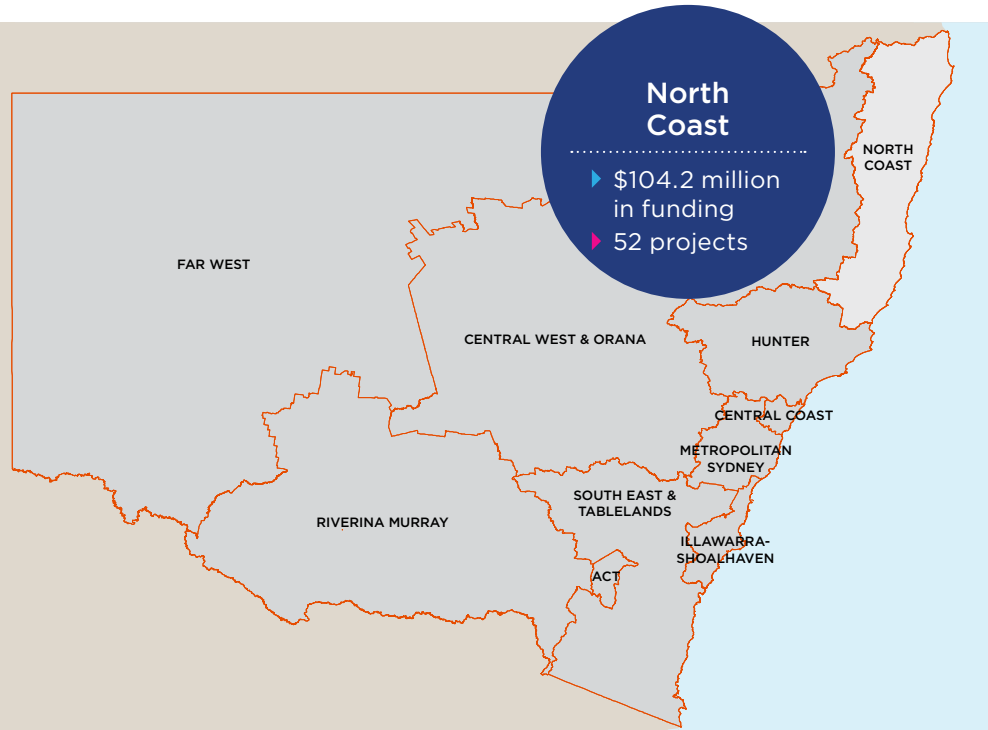 North
Coast
$104.2 million
in funding
52 projects
NORTH
COAST
FAR WEST
CENTRAL WEST & ORANA
HUNTER
CENTRAL COAST
METROPOLITAN
SYDNEY
SOUTH EAST &
TABLELANDS
RIVERINA MURRAY
ILLAWARRA-
SHOALHAVEN
ACT